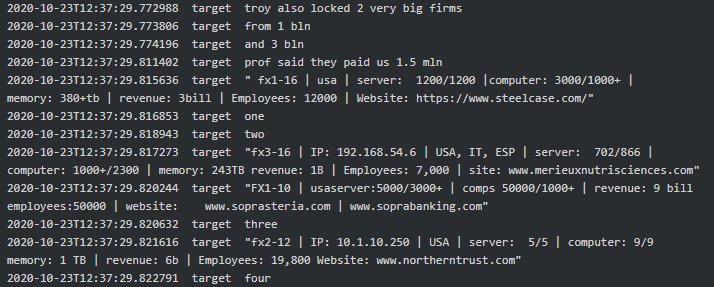 2020-10-23T12:37:29.772988 target troy also locked 2 very big firms
2020-10-23T12:37:29.773806 target from 1 bln
2020-10-23T12:37:29.774196 target and 3 bln
2020-10-23T12:37:29.811402 target prof said they paid us 1.5 mln
2020-10-23T12:37:29.815636 target " fx1-16 | usa | server: 1200/1200 |computer: 3000/1000+ |
memory: 380+tb | revenue: 3bill | Employees: 12000 | Website: https://www.steelcase.com/"
2020-10-23T12:37:29.816853 target one
2020-10-23T12:37:29.818943 target two
2020-10-23T12:37:29.817273 target "fx3-16 | IP: 192.168.54.6 | USA, IT, ESP | server: 702/866 |
computer: 1000+/2300 | memory: 243TB revenue: 1B | Employees: 7,000 | site: www.merieuxnutrisciences.com"
2020-10-23T12:37:29.820244 target "FX1-10 | usaserver:5000/3000+ | comps 50000/1000+ | revenue: 9 bill
employees:50000 | website: www.soprasteria.com | www.soprabanking.com"
2020-10-23T12:37:29.820632 target three
2020-10-23T12:37:29.821616 target "fx2-12 | IP: 10.1.10.250 | USA | server: 5/5 | computer: 9/9
memory: 1 TB | revenue: 6b | Employees: 19,800 Website: www.northerntrust.com"
2020-10-23T12:37:29.822791 target four